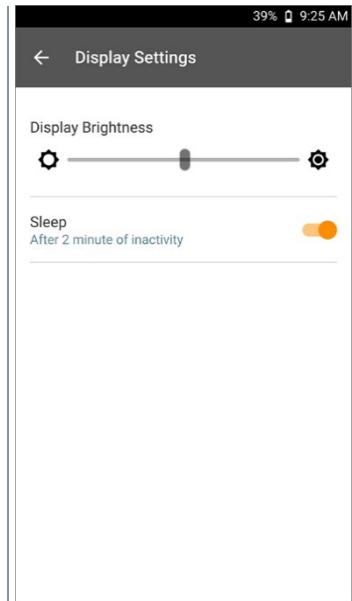 39% 9:25 AM
Display Settings
Display Brightness
Sleep
After 2 minute of inactivity